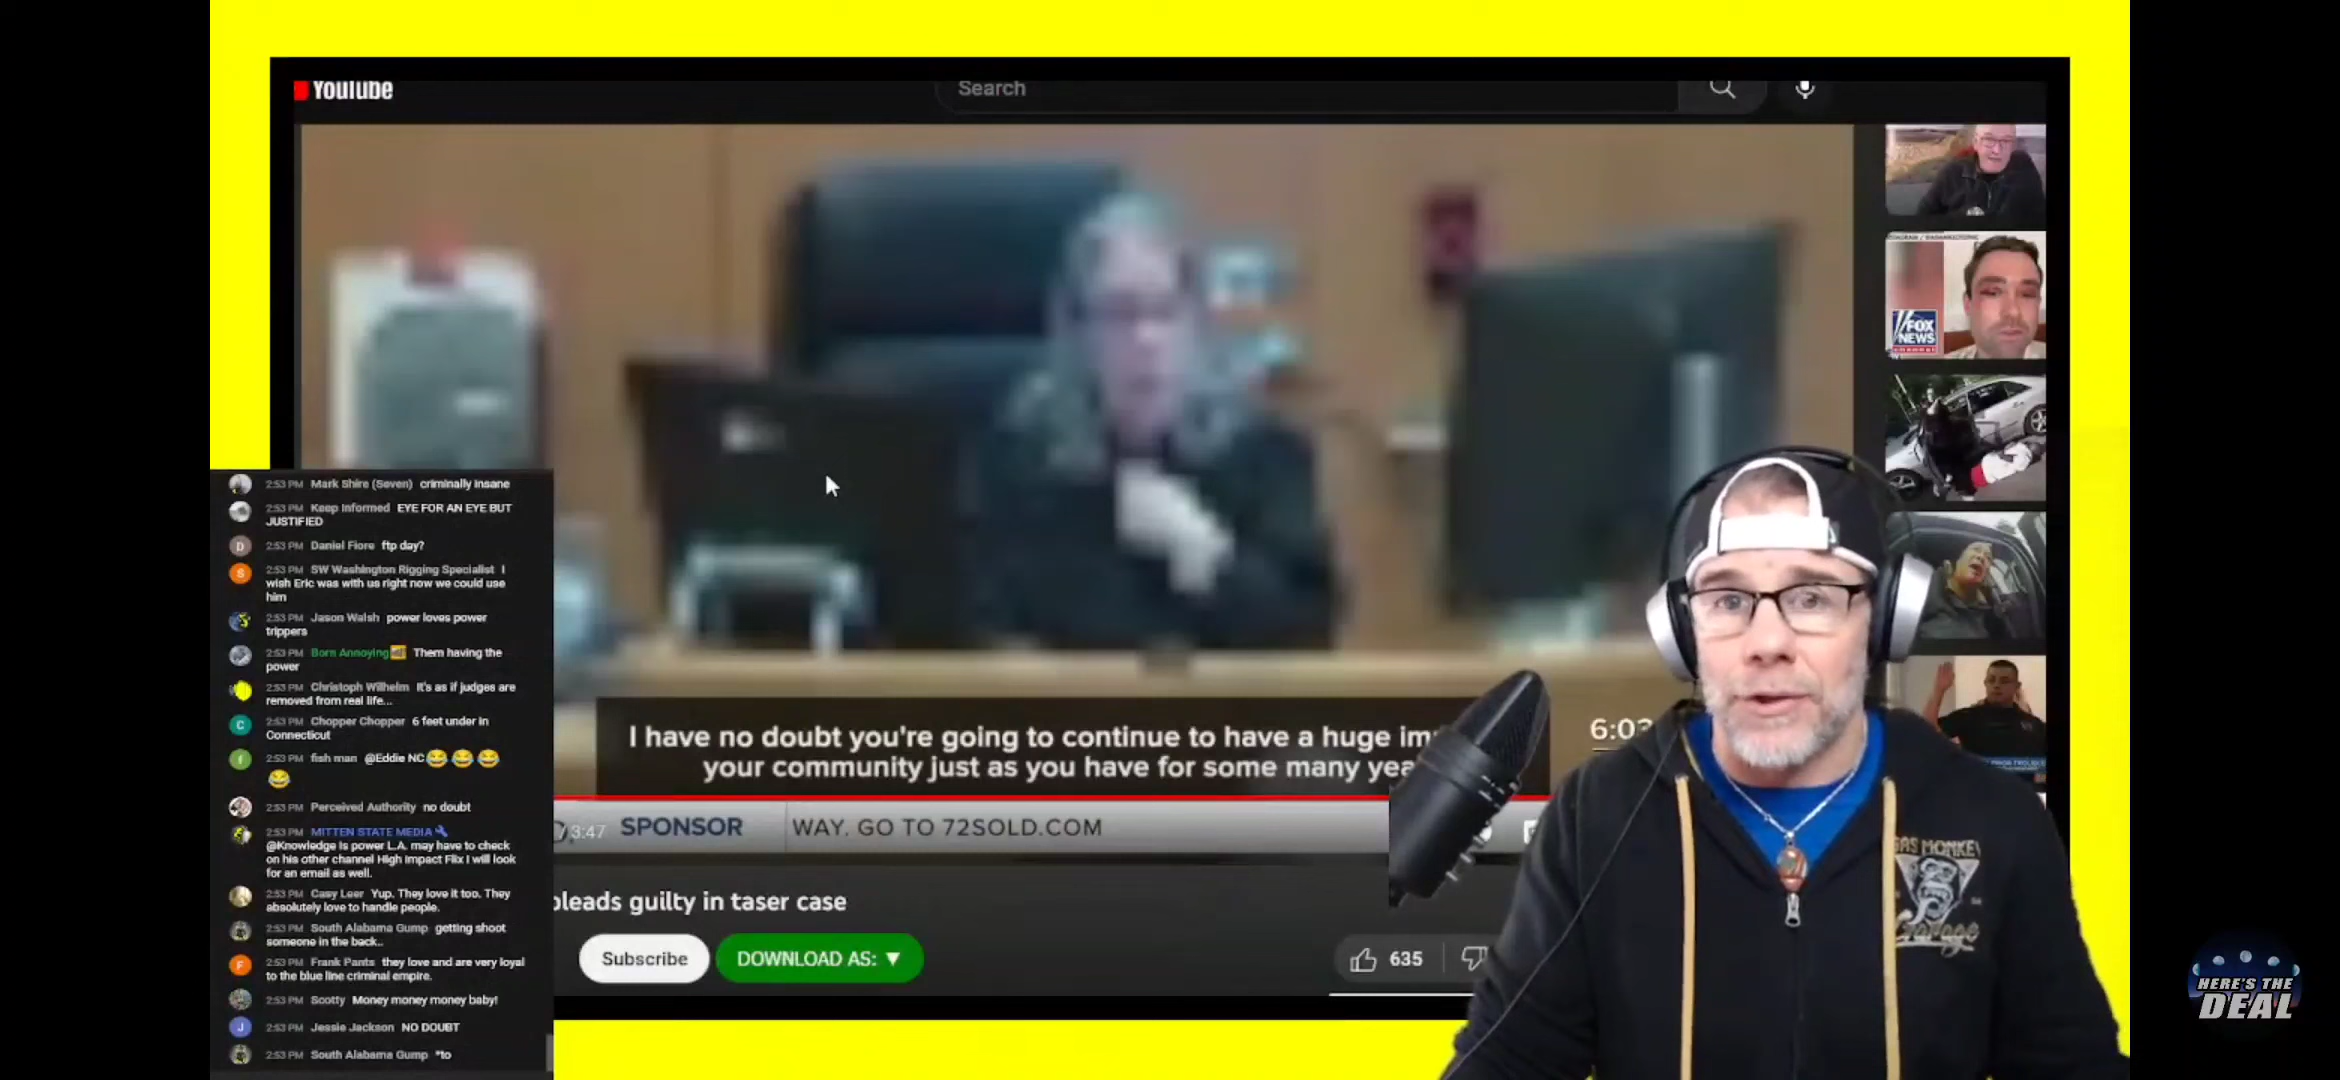 YouTube
Search
FOX
NEWS
channel
2:53 PM Mark Shire (Seven) criminally insane
2:53 PM Keep Informed EYE FOR AN EYE BUT
JUSTIFIED
D
2:53 PM Daniel Fiore ftp day?
S
2:53 PM SW Washington Rigging Specialist I
wish Eric was with us right now we could use
him
2:53 PM Jason Walsh power loves power
trippers
2:53 PM Born Annoying Them having the
power
2:53 PM Christoph Wilhelm It's as if judges are
removed from real life...
C
2:53 PM Chopper Chopper 6 feet under in
Connecticut
f
2:53 PM fish man @Eddie NC😂😂😂
😂
2:53 PM Perceived Authority no doubt
2:53 PM MITTEN STATE MEDIA
@Knowledge Is power L.A. may have to check
on his other channel High Impact Flix I will look
for an email as well.
2:53 PM Casy Leer Yup. They love it too. They
absolutely love to handle people.
2:53 PM South Alabama Gump getting shoot
someone in the back..
F
2:53 PM Frank Pants they love and are very loyal
to the blue line criminal empire.
2:53 PM Scotty Money money money baby!
J
2:53 PM Jessie Jackson NO DOUBT
2:53 PM South Alabama Gump *to
I have no doubt you're going to continue to have a huge im
your community just as you have for some many yea
6:03
3:47 SPONSOR WAY. GO TO 72SOLD.COM
pleads guilty in taser case
Subscribe
DOWNLOAD AS: ▼
635
GAS MONKEY
Garage
HERE'S THE
DEAL